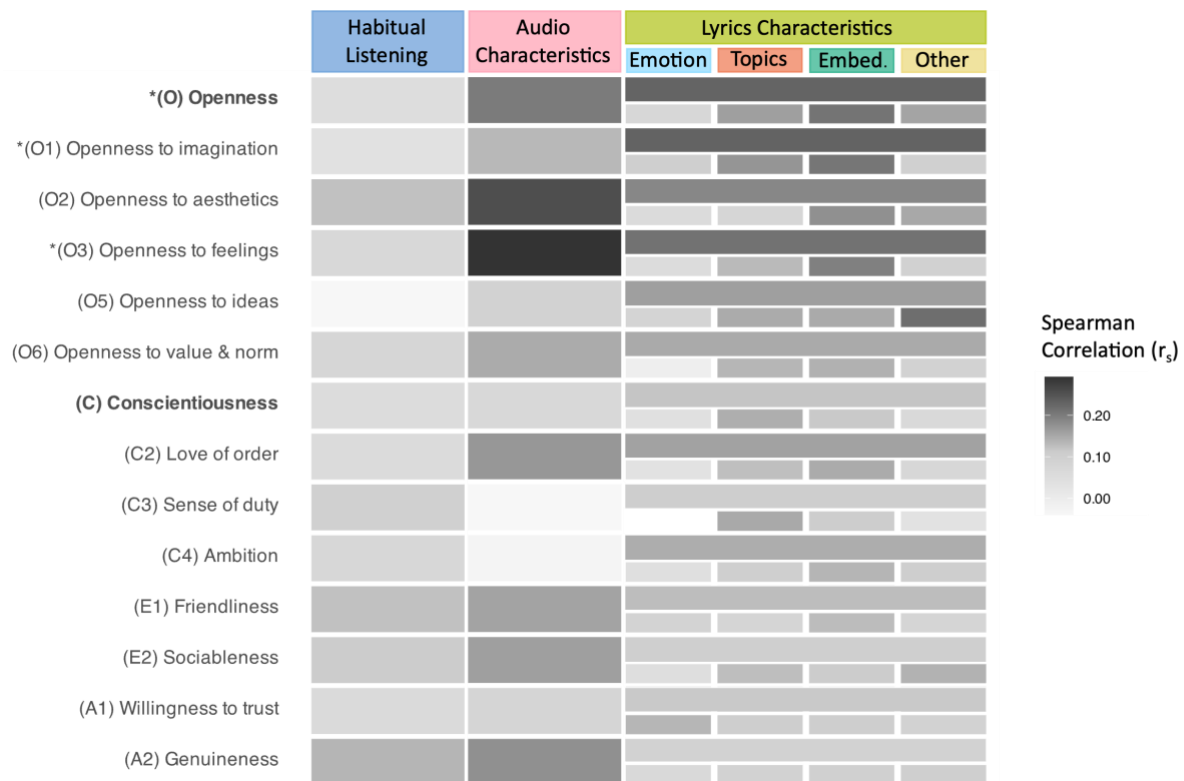 Habitual
Listening
Audio
Characteristics
Lyrics Characteristics
Emotion Topics Embed. Other
*(O) Openness
*(O1) Openness to imagination
(O2) Openness to aesthetics
*(O3) Openness to feelings
(O5) Openness to ideas
(O6) Openness to value & norm
(C) Conscientiousness
(C2) Love of order
(C3) Sense of duty
(C4) Ambition
(E1) Friendliness
(E2) Sociableness
(A1) Willingness to trust
(A2) Genuineness
Spearman
Correlation (rₛ)
0.20
0.10
0.00